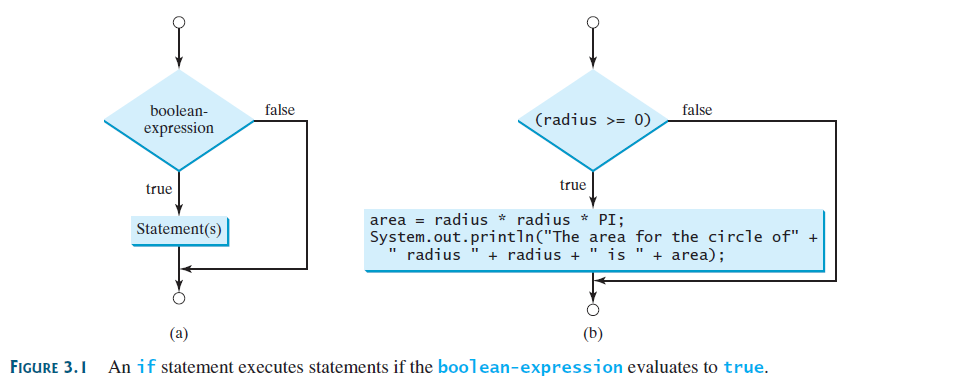 boolean-
expression
false
true
Statement(s)
(a)
(radius >= 0)
false
true
area = radius * radius * PI;
System.out.println("The area for the circle of" +
" radius " + radius + " is " + area);
(b)
FIGURE 3.1 An if statement executes statements if the boolean-expression evaluates to true.